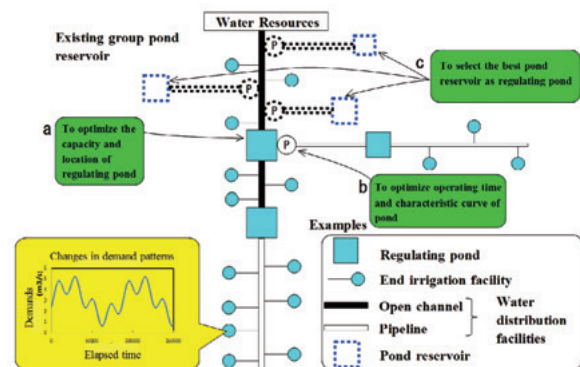 Water Resources
Existing group pond
reservoir
P
P
P
c
To select the best pond
reservoir as regulating pond
a
To optimize the
capacity and
location of
regulating pond
P
b
To optimize operating time
and characteristic curve of
pond
Changes in demand patterns
Demands
(m3/s)
Elapsed time
Examples
Regulating pond
End irrigation facility
Open channel
Pipeline
Water
distribution
facilities
Pond reservoir